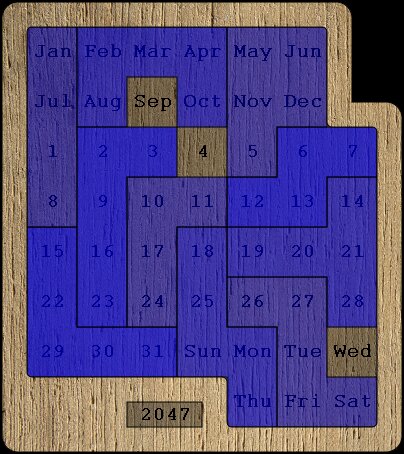 Jan Feb Mar Apr May Jun
Jul Aug Sep Oct Nov Dec
1 2 3 4 5 6 7
8 9 10 11 12 13 14
15 16 17 18 19 20 21
22 23 24 25 26 27 28
29 30 31 Sun Mon Tue Wed
Thu Fri Sat
2047